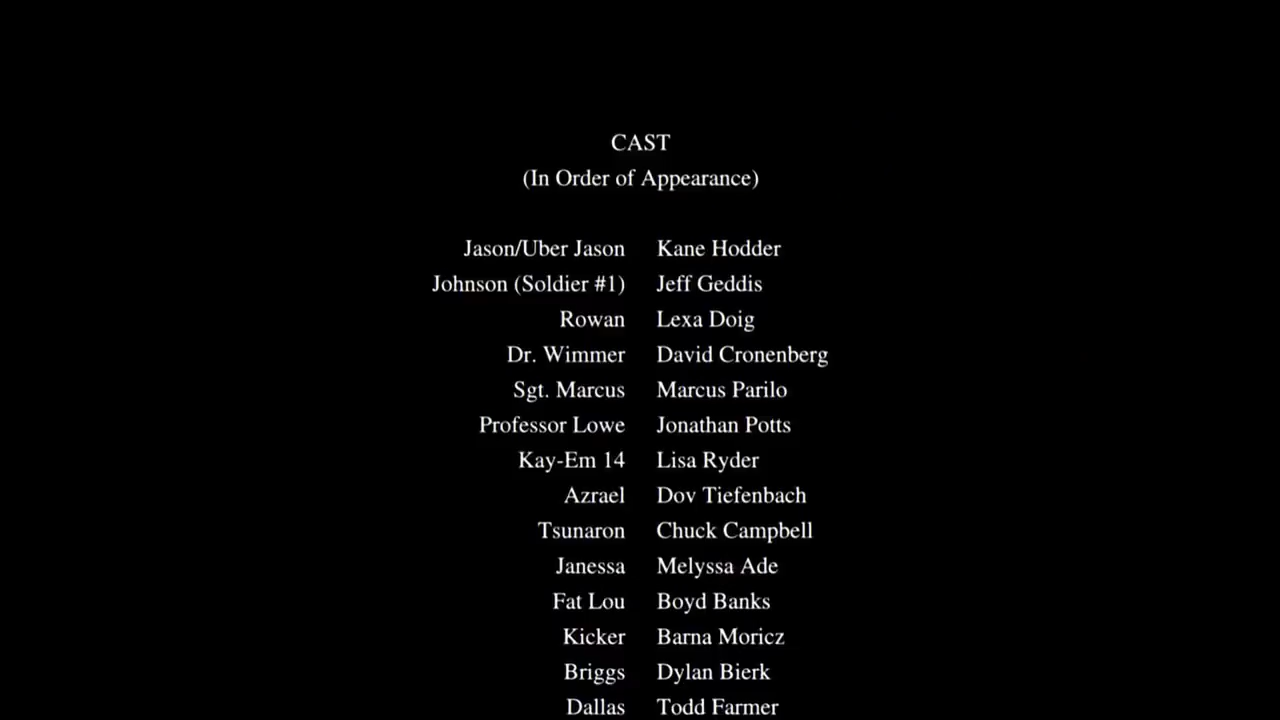 CAST
(In Order of Appearance)
Jason/Uber Jason Kane Hodder
Johnson (Soldier #1) Jeff Geddis
Rowan Lexa Doig
Dr. Wimmer David Cronenberg
Sgt. Marcus Marcus Parilo
Professor Lowe Jonathan Potts
Kay-Em 14 Lisa Ryder
Azrael Dov Tiefenbach
Tsunaron Chuck Campbell
Janessa Melyssa Ade
Fat Lou Boyd Banks
Kicker Barna Moricz
Briggs Dylan Bierk
Dallas Todd Farmer